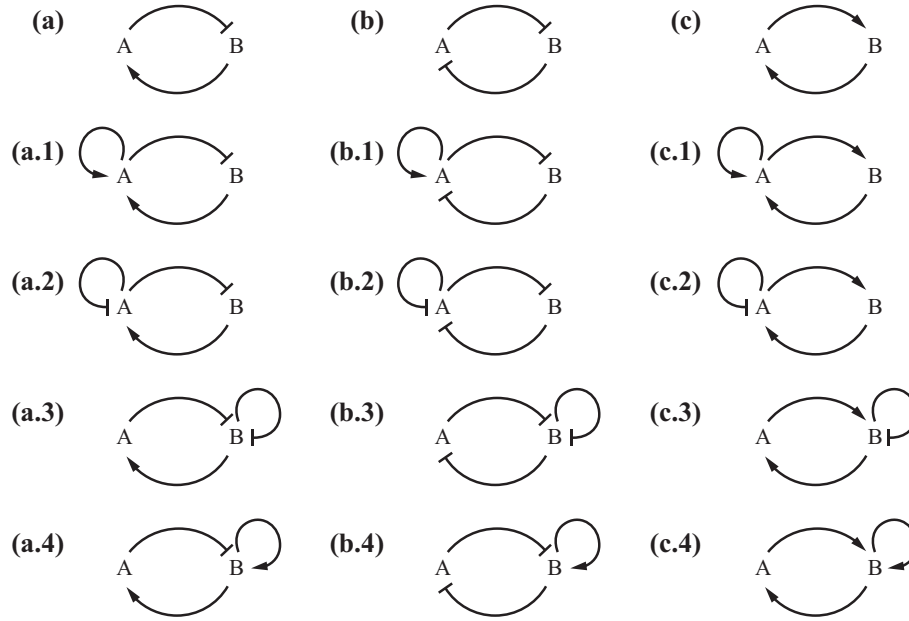 (a) (b) (c)
A B A B A B
(a.1) (b.1) (c.1)
A B A B A B
(a.2) (b.2) (c.2)
A B A B A B
(a.3) (b.3) (c.3)
A B A B A B
(a.4) (b.4) (c.4)
A B A B A B